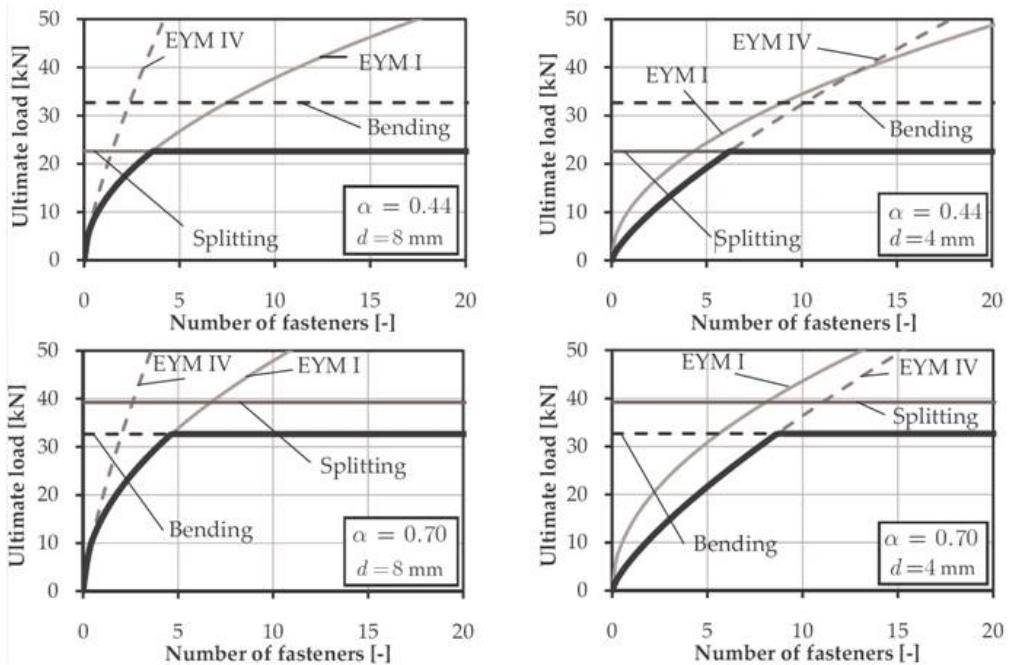 Ultimate load [kN]
50
40
30
20
10
0
EYM IV
EYM I
Bending
Splitting
α = 0.44
d = 8 mm
0 5 10 15 20
Number of fasteners [-]
Ultimate load [kN]
50
40
30
20
10
0
EYM IV
EYM I
Bending
Splitting
α = 0.44
d = 4 mm
0 5 10 15 20
Number of fasteners [-]
Ultimate load [kN]
50
40
30
20
10
0
EYM IV
EYM I
Splitting
Bending
α = 0.70
d = 8 mm
0 5 10 15 20
Number of fasteners [-]
Ultimate load [kN]
50
40
30
20
10
0
EYM I
EYM IV
Splitting
Bending
α = 0.70
d = 4 mm
0 5 10 15 20
Number of fasteners [-]